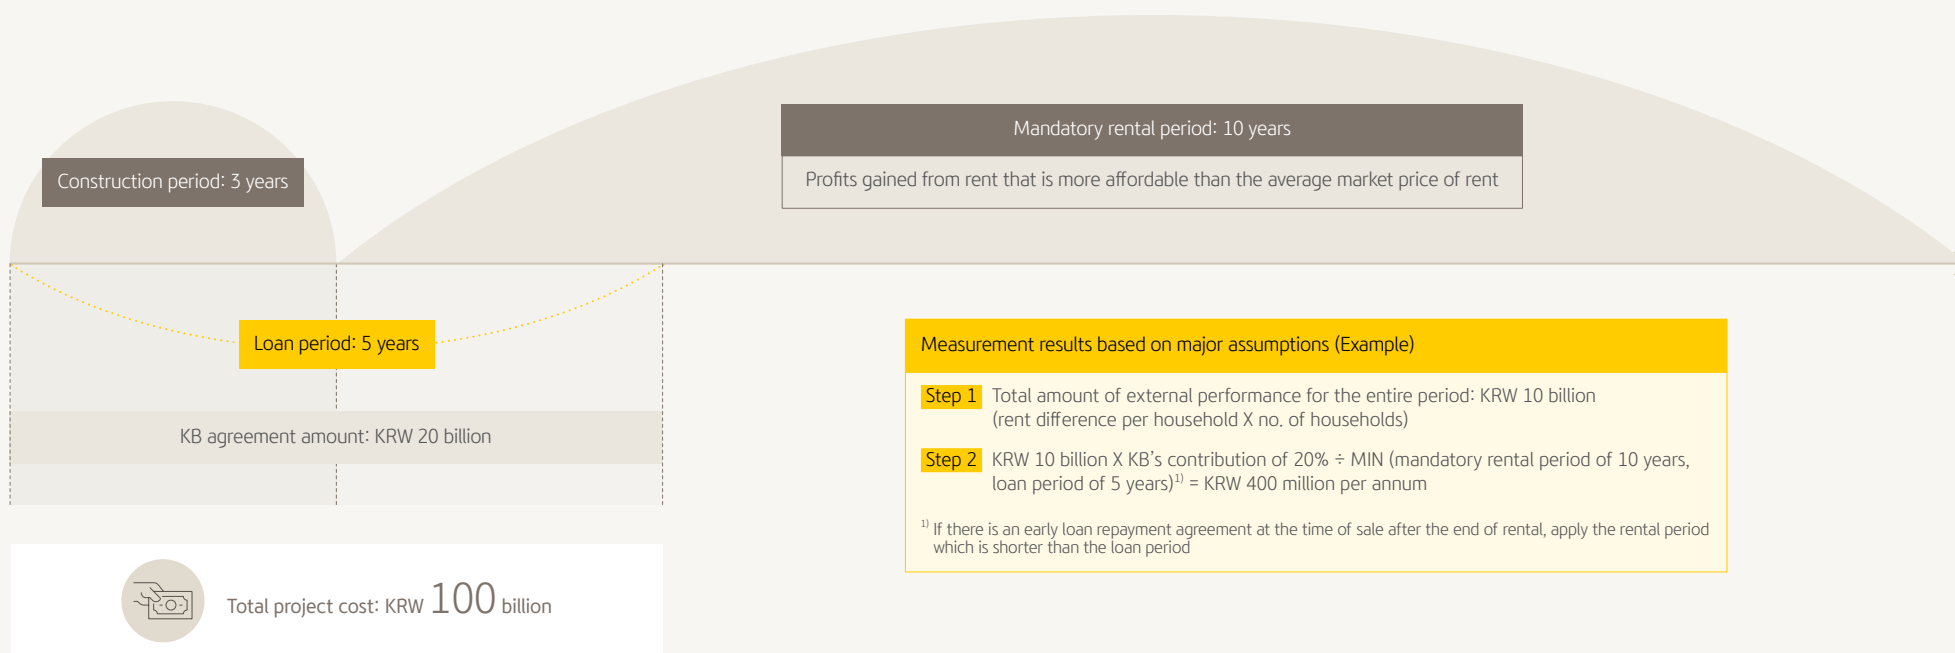 Mandatory rental period: 10 years
Construction period: 3 years
Profits gained from rent that is more affordable than the average market price of rent
Loan period: 5 years
KB agreement amount: KRW 20 billion
Total project cost: KRW 100 billion
Measurement results based on major assumptions (Example)
Step 1 Total amount of external performance for the entire period: KRW 10 billion
(rent difference per household X no. of households)
Step 2 KRW 10 billion X KB’s contribution of 20% ÷ MIN (mandatory rental period of 10 years,
loan period of 5 years)¹⁾ = KRW 400 million per annum
¹⁾ If there is an early loan repayment agreement at the time of sale after the end of rental, apply the rental period
which is shorter than the loan period